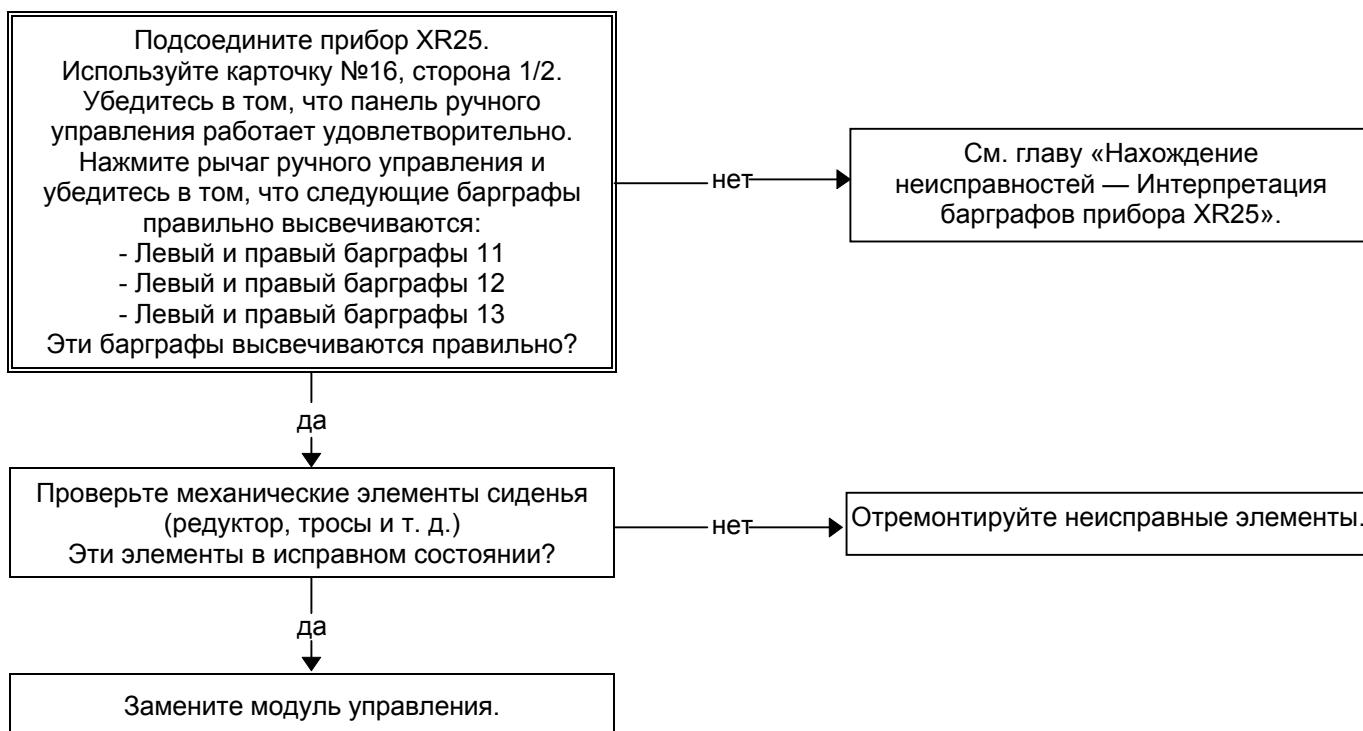 Подсоедините прибор XR25.
Используйте карточку №16, сторона 1/2.
Убедитесь в том, что панель ручного
управления работает удовлетворительно.
Нажмите рычаг ручного управления и
убедитесь в том, что следующие барграфы
правильно высвечиваются:
- Левый и правый барграфы 11
- Левый и правый барграфы 12
- Левый и правый барграфы 13
Эти барграфы высвечиваются правильно?
нет
См. главу «Нахождение
неисправностей — Интерпретация
барграфов прибора XR25».
да
Проверьте механические элементы сиденья
(редуктор, тросы и т. д.)
Эти элементы в исправном состоянии?
нет
Отремонтируйте неисправные элементы.
да
Замените модуль управления.